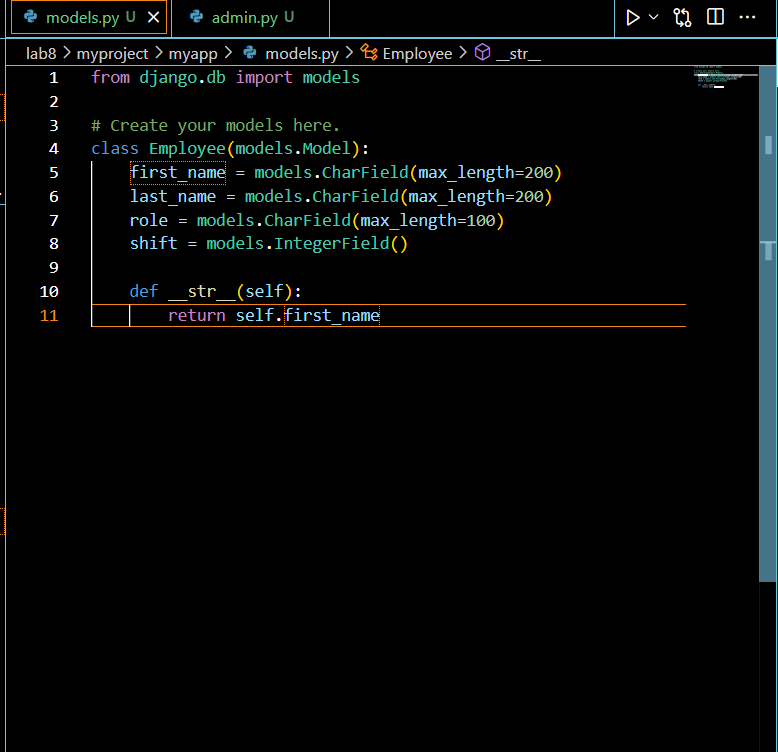 models.py U
admin.py U
lab8 > myproject > myapp > models.py > Employee > __str__
1 from django.db import models
2
3 # Create your models here.
4 class Employee(models.Model):
5 first_name = models.CharField(max_length=200)
6 last_name = models.CharField(max_length=200)
7 role = models.CharField(max_length=100)
8 shift = models.IntegerField()
9
10 def __str__(self):
11 return self.first_name